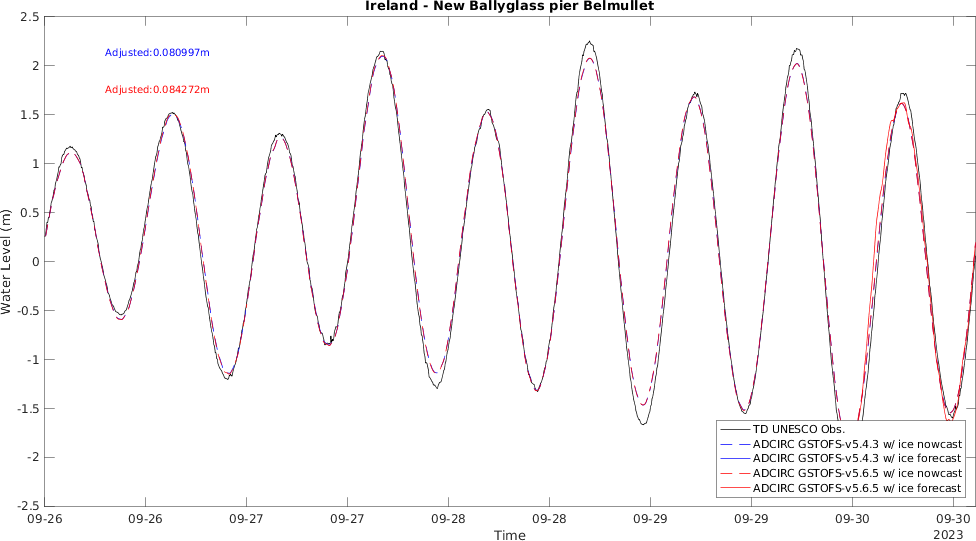 Ireland - New Ballyglass pier Belmullet
2.5
2
1.5
1
0.5
0
-0.5
-1
-1.5
-2
-2.5
Water Level (m)
Adjusted:0.080997m
Adjusted:0.084272m
TD UNESCO Obs.
ADCIRC GSTOFS-v5.4.3 w/ ice nowcast
ADCIRC GSTOFS-v5.4.3 w/ ice forecast
ADCIRC GSTOFS-v5.6.5 w/ ice nowcast
ADCIRC GSTOFS-v5.6.5 w/ ice forecast
09-26 09-26 09-27 09-27 09-28 09-28 09-29 09-29 09-30 09-30
2023
Time